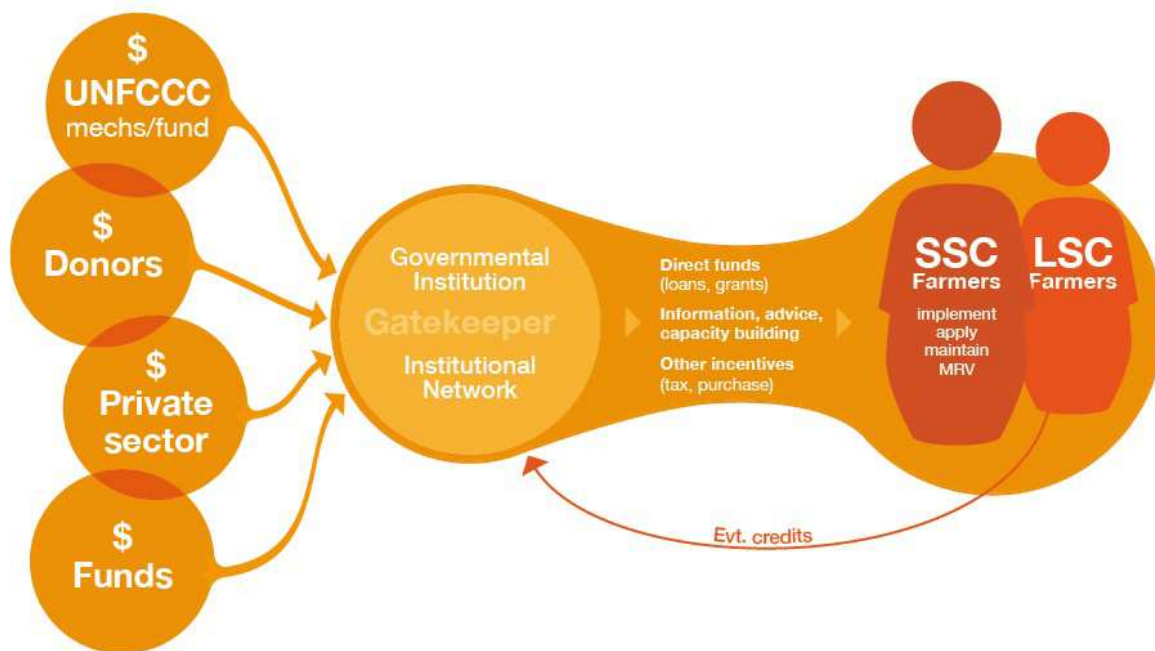 $
UNFCCC
mechs/fund
$
Donors
$
Private
sector
$
Funds
Governmental
Institution
Gatekeeper
Institutional
Network
Direct funds
(loans, grants)
Information, advice,
capacity building
Other incentives
(tax, purchase)
SSC
Farmers
implement
apply
maintain
MRV
LSC
Farmers
Evt. credits